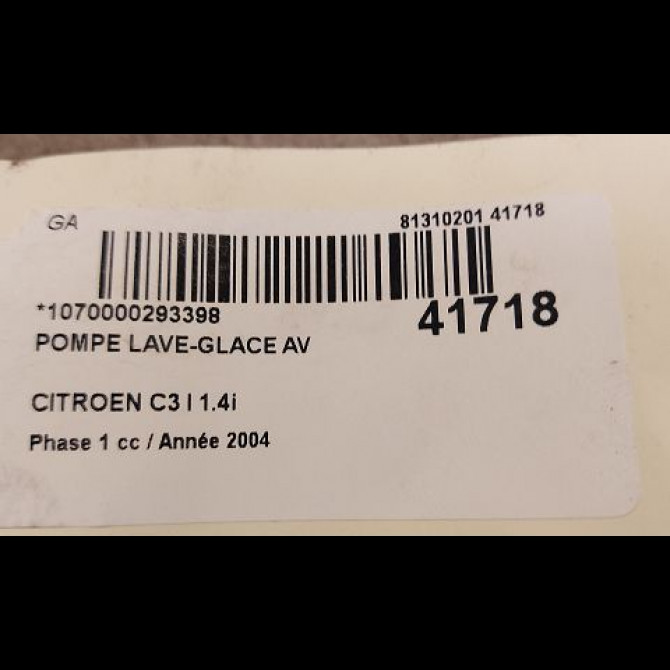 GA 81310201 41718
*1070000293398 41718
POMPE LAVE-GLACE AV
CITROEN C3 I 1.4i
Phase 1 cc / Année 2004